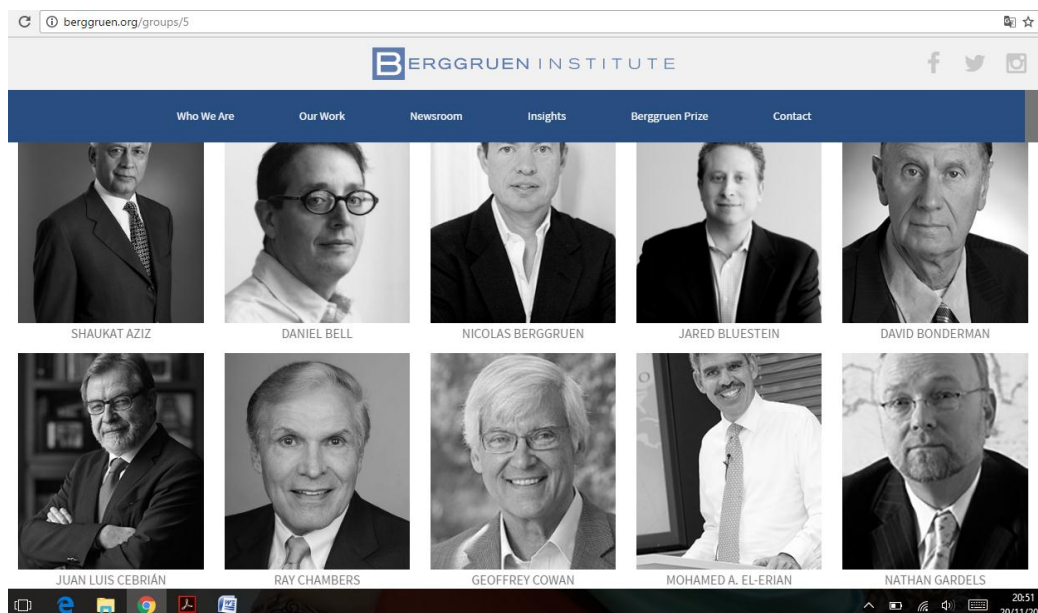 berggruen.org/groups/5
BERGGRUEN INSTITUTE
Who We Are Our Work Newsroom Insights Berggruen Prize Contact
SHAUKAT AZIZ DANIEL BELL NICOLAS BERGGRUEN JARED BLUESTEIN DAVID BONDERMAN
JUAN LUIS CEBRIÁN RAY CHAMBERS GEOFFREY COWAN MOHAMED A. EL-ERIAN NATHAN GARDELS
20:51